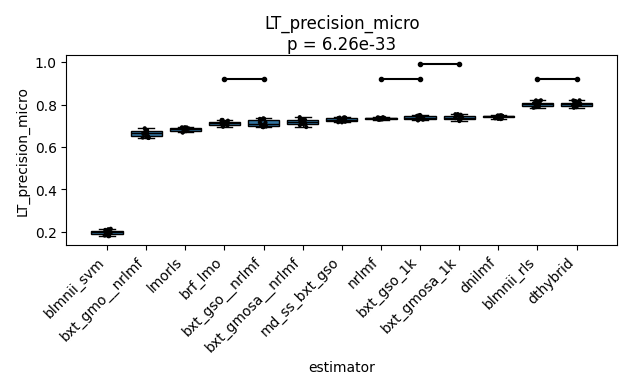 LT_precision_micro
p = 6.26e-33
LT_precision_micro
1.0
0.8
0.6
0.4
0.2
blmnii_svm
bxt_gmo__nrlmf
lmorls
brf_lmo
bxt_gso__nrlmf
bxt_gmosa__nrlmf
md_ss_bxt_gso
nrlmf
bxt_gso_1k
bxt_gmosa_1k
dnilmf
blmnii_rls
dthybrid
estimator